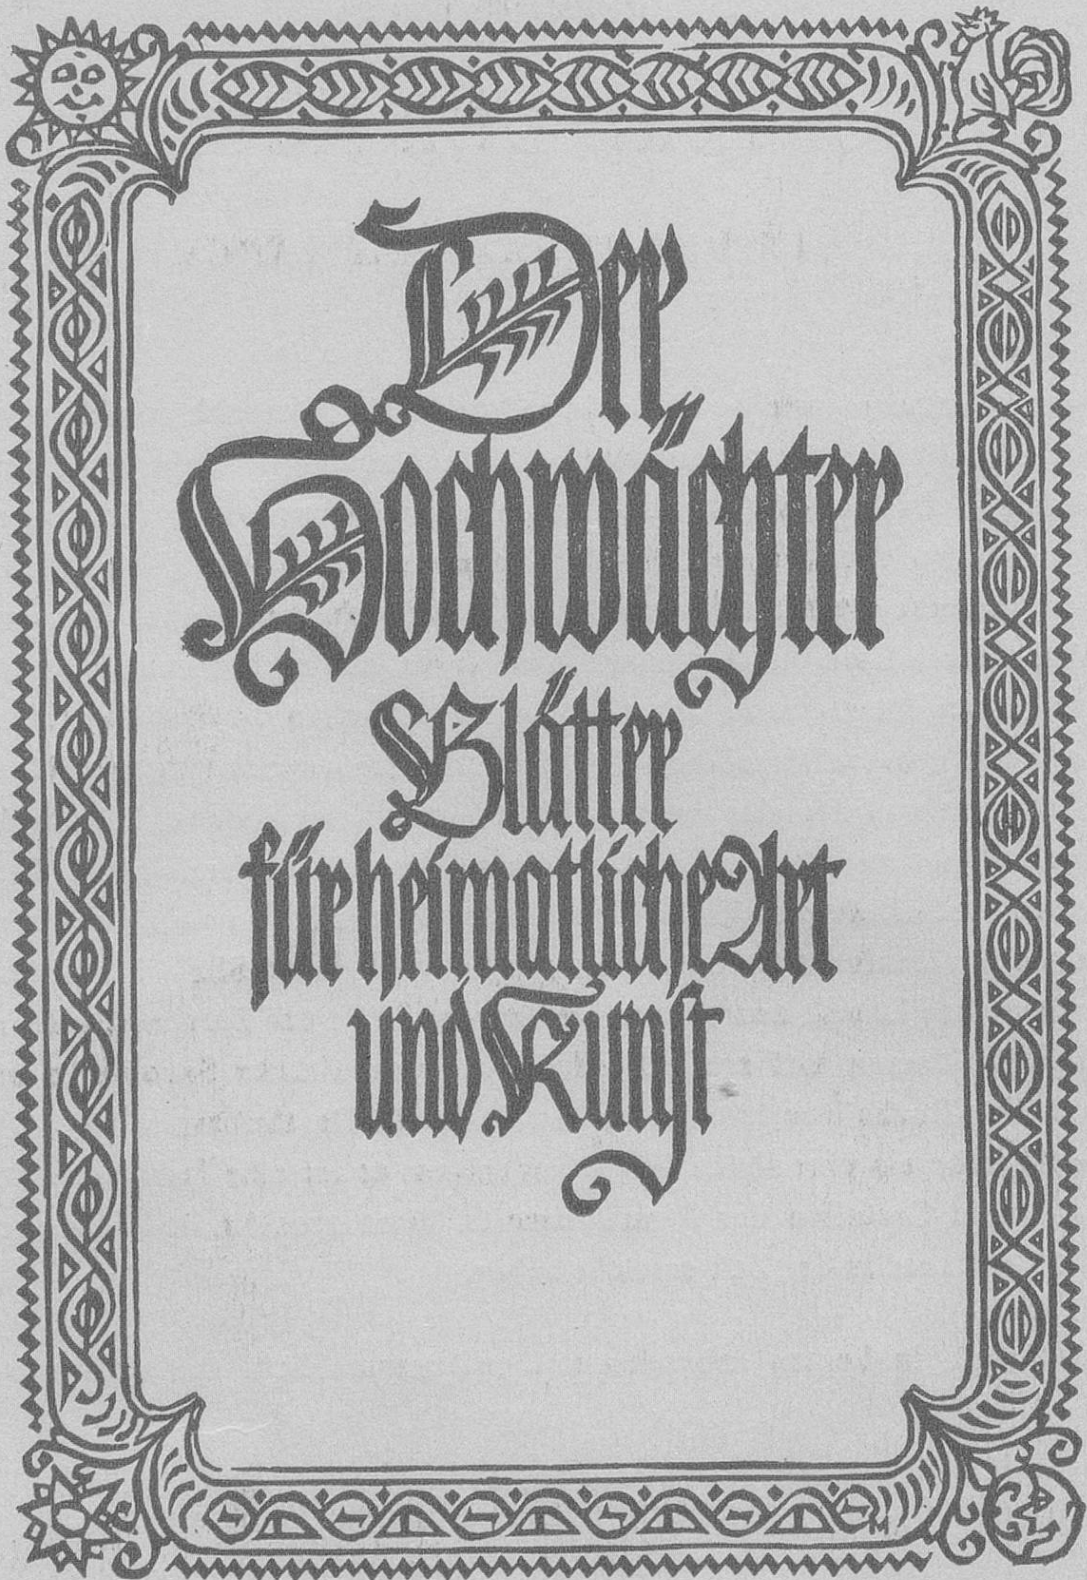 Der
Hochwächter
Blätter
für heimatliche Art
und Kunst